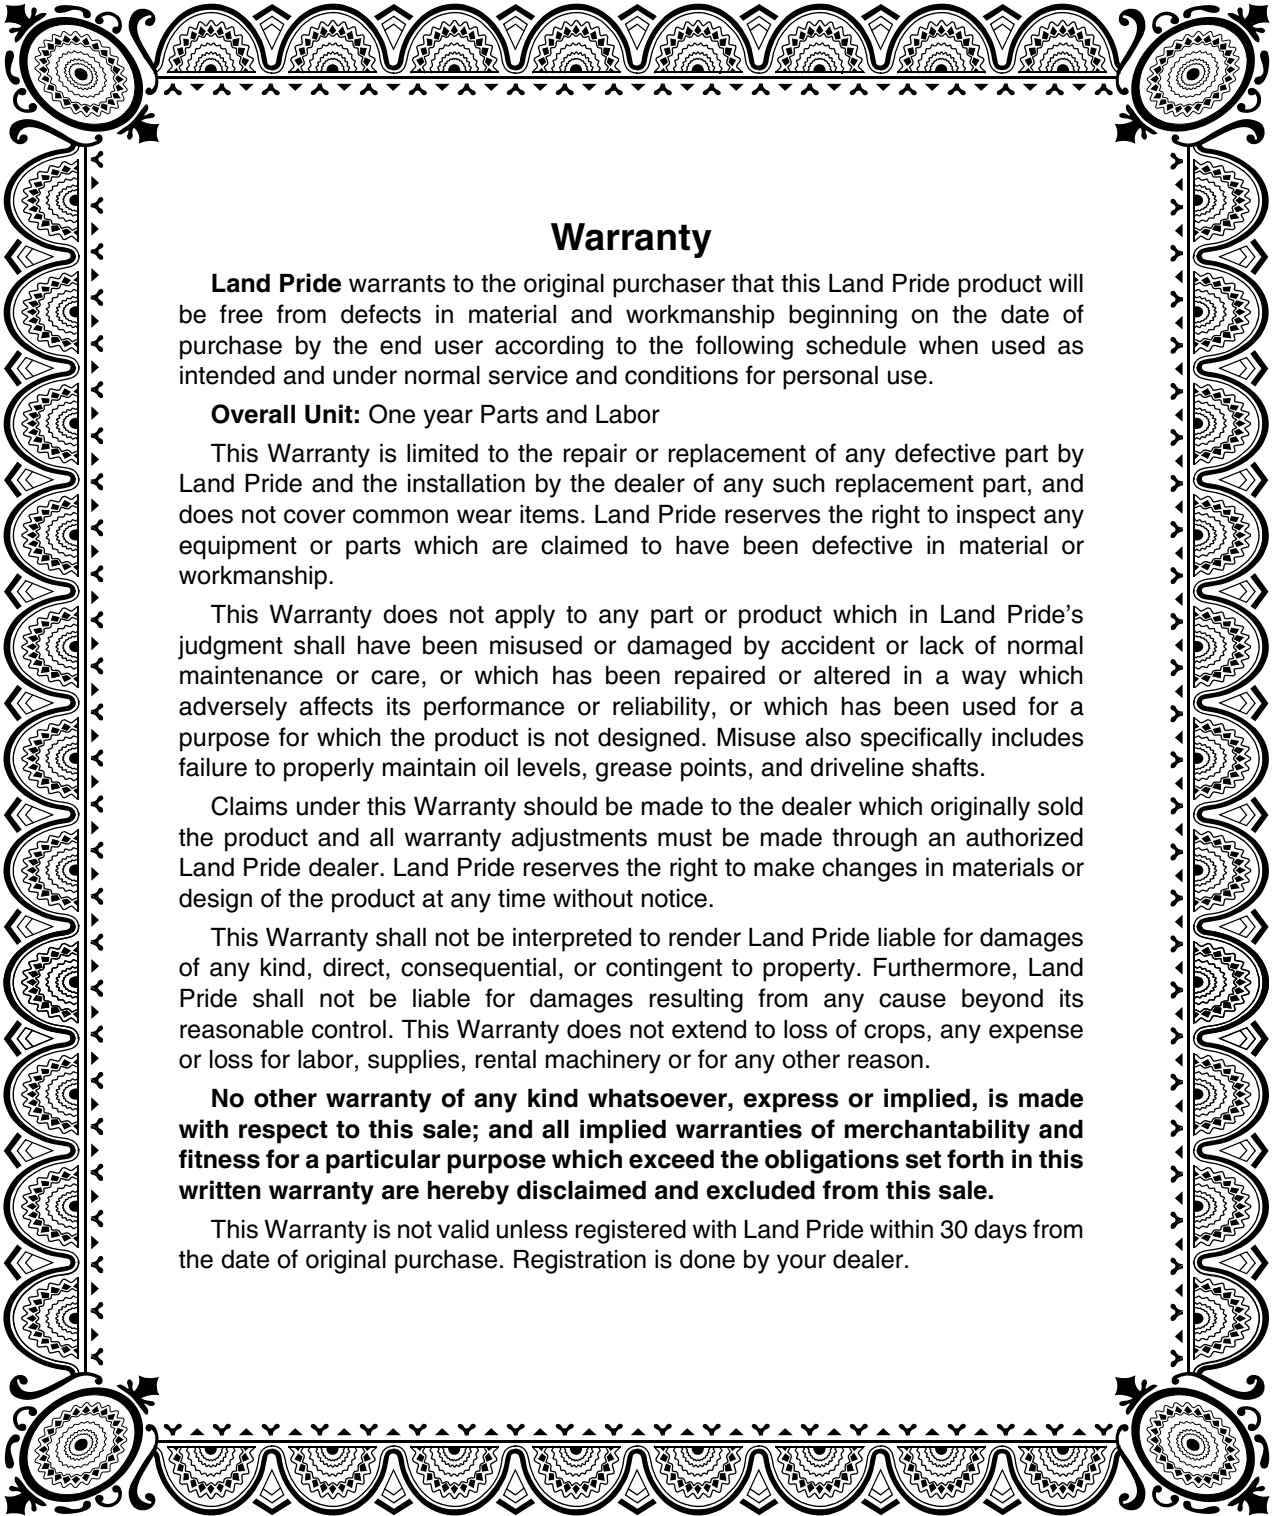 Warranty
Land Pride warrants to the original purchaser that this Land Pride product will
be free from defects in material and workmanship beginning on the date of
purchase by the end user according to the following schedule when used as
intended and under normal service and conditions for personal use.
Overall Unit: One year Parts and Labor
This Warranty is limited to the repair or replacement of any defective part by
Land Pride and the installation by the dealer of any such replacement part, and
does not cover common wear items. Land Pride reserves the right to inspect any
equipment or parts which are claimed to have been defective in material or
workmanship.
This Warranty does not apply to any part or product which in Land Pride’s
judgment shall have been misused or damaged by accident or lack of normal
maintenance or care, or which has been repaired or altered in a way which
adversely affects its performance or reliability, or which has been used for a
purpose for which the product is not designed. Misuse also specifically includes
failure to properly maintain oil levels, grease points, and driveline shafts.
Claims under this Warranty should be made to the dealer which originally sold
the product and all warranty adjustments must be made through an authorized
Land Pride dealer. Land Pride reserves the right to make changes in materials or
design of the product at any time without notice.
This Warranty shall not be interpreted to render Land Pride liable for damages
of any kind, direct, consequential, or contingent to property. Furthermore, Land
Pride shall not be liable for damages resulting from any cause beyond its
reasonable control. This Warranty does not extend to loss of crops, any expense
or loss for labor, supplies, rental machinery or for any other reason.
No other warranty of any kind whatsoever, express or implied, is made
with respect to this sale; and all implied warranties of merchantability and
fitness for a particular purpose which exceed the obligations set forth in this
written warranty are hereby disclaimed and excluded from this sale.
This Warranty is not valid unless registered with Land Pride within 30 days from
the date of original purchase. Registration is done by your dealer.